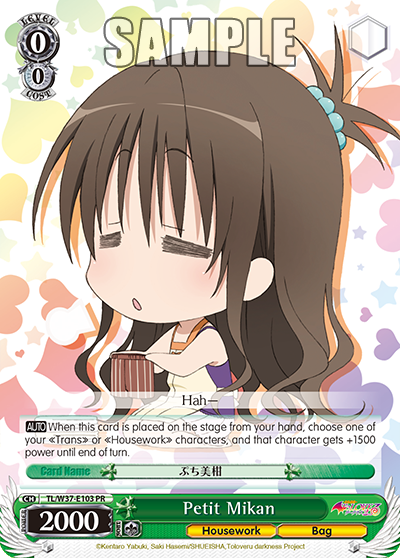 SAMPLE
LEVEL
0
0
COST
Hah—
AUTO When this card is placed on the stage from your hand, choose one of
your «Trans» or «Housework» characters, and that character gets +1500
power until end of turn.
Card Name
ぷち美柑
CH TL/W37-E103 PR
Petit Mikan
2000
Housework
Bag
©Kentaro Yabuki, Saki Hasemi/SHUEISHA,Toloveru darkness Project